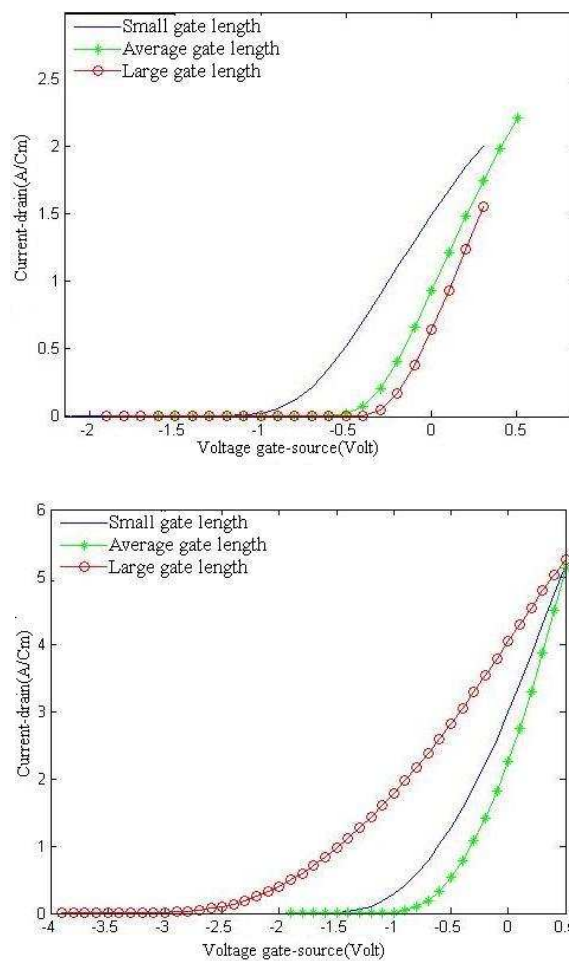 Small gate length
Average gate length
Large gate length
2.5
2
1.5
1
0.5
0
Current-drain(A/Cm)
-2 -1.5 -1 -0.5 0 0.5
Voltage gate-source(Volt)
6
5
4
3
2
1
0
Small gate length
Average gate length
Large gate length
Current-drain(A/Cm)
-4 -3.5 -3 -2.5 -2 -1.5 -1 -0.5 0 0.5
Voltage gate-source(Volt)